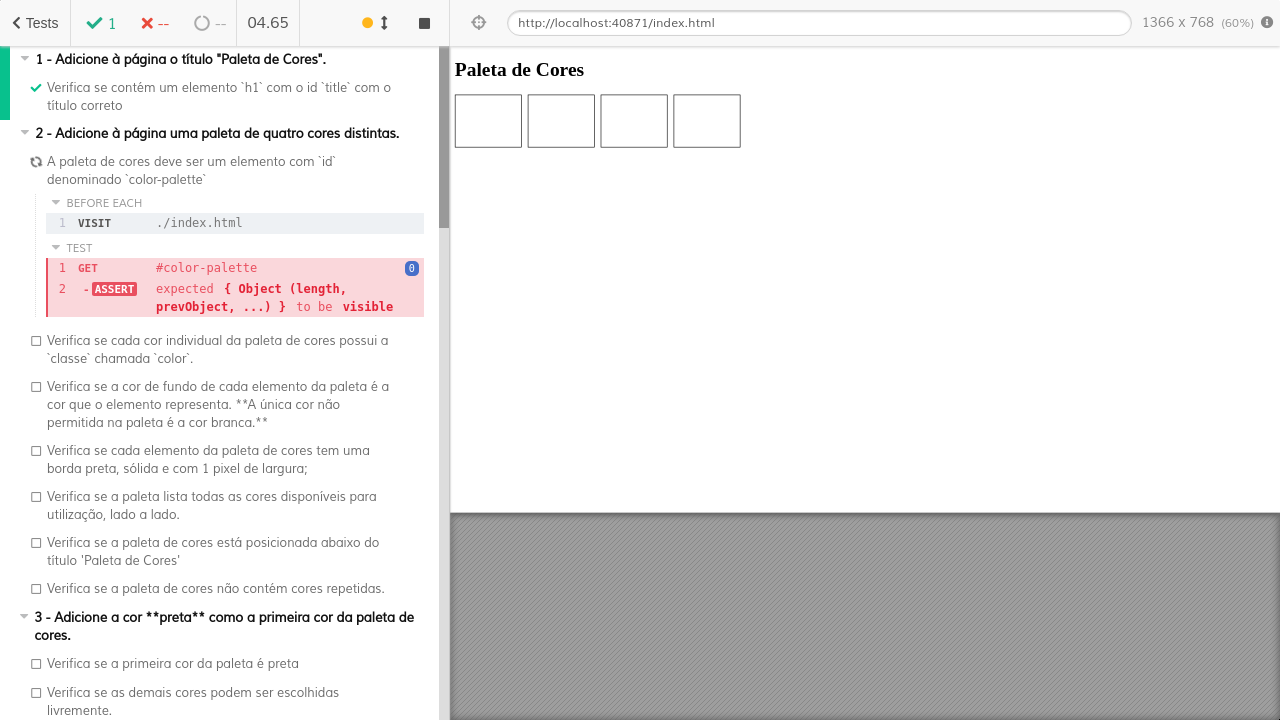 Tests
1
--
--
04.65
http://localhost:40871/index.html
1366 x 768 (60%)
1 - Adicione à página o título "Paleta de Cores".
Verifica se contém um elemento `h1` com o id `title` com o
título correto
2 - Adicione à página uma paleta de quatro cores distintas.
A paleta de cores deve ser um elemento com `id`
denominado `color-palette`
BEFORE EACH
1 VISIT ./index.html
TEST
1 GET #color-palette 0
2 -ASSERT expected { Object (length,
prevObject, ...) } to be visible
Verifica se cada cor individual da paleta de cores possui a
`classe` chamada `color`.
Verifica se a cor de fundo de cada elemento da paleta é a
cor que o elemento representa. **A única cor não
permitida na paleta é a cor branca.**
Verifica se cada elemento da paleta de cores tem uma
borda preta, sólida e com 1 pixel de largura;
Verifica se a paleta lista todas as cores disponíveis para
utilização, lado a lado.
Verifica se a paleta de cores está posicionada abaixo do
título 'Paleta de Cores'
Verifica se a paleta de cores não contém cores repetidas.
3 - Adicione a cor **preta** como a primeira cor da paleta de
cores.
Verifica se a primeira cor da paleta é preta
Verifica se as demais cores podem ser escolhidas
livremente.
Paleta de Cores